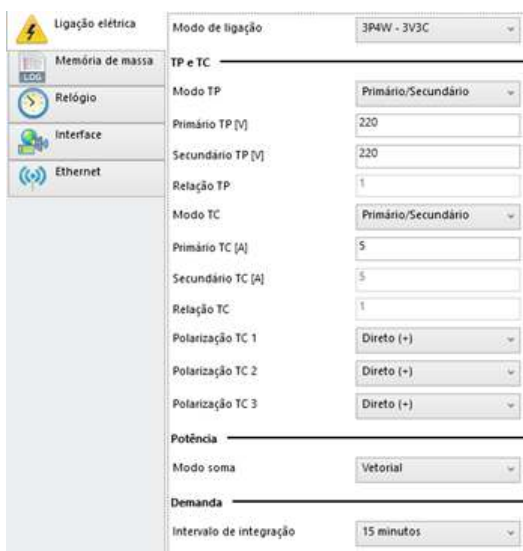 Ligação elétrica
Memória de massa
LOG
Relógio
Interface
Ethernet
Modo de ligação 3P4W - 3V3C
TP e TC
Modo TP Primário/Secundário
Primário TP [V] 220
Secundário TP [V] 220
Relação TP 1
Modo TC Primário/Secundário
Primário TC [A] 5
Secundário TC [A] 5
Relação TC 1
Polarização TC 1 Direto (+)
Polarização TC 2 Direto (+)
Polarização TC 3 Direto (+)
Potência
Modo soma Vetorial
Demanda
Intervalo de integração 15 minutos